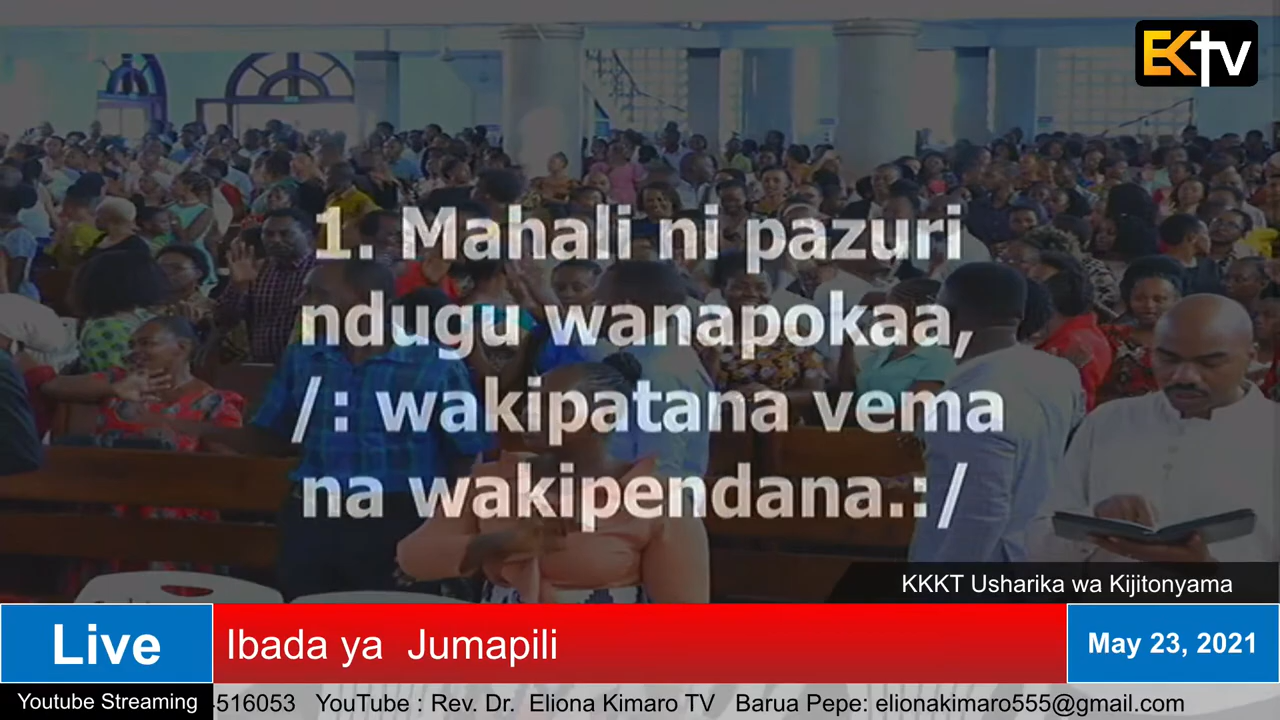 EKtv
1. Mahali ni pazuri
ndugu wanapokaa,
/: wakipatana vema
na wakipendana.:/
KKKT Usharika wa Kijitonyama
Live
Ibada ya Jumapili
May 23, 2021
Youtube Streaming
516053 YouTube : Rev. Dr. Eliona Kimaro TV Barua Pepe: elionakimaro555@gmail.com